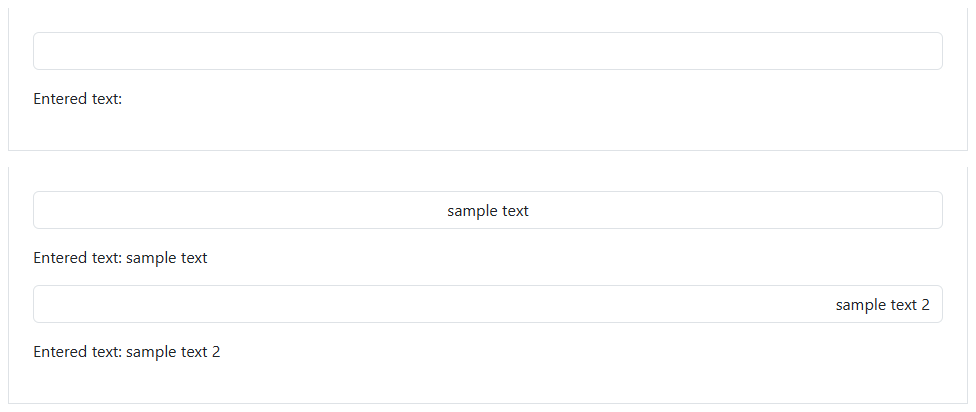 Entered text:
sample text
Entered text: sample text
sample text 2
Entered text: sample text 2